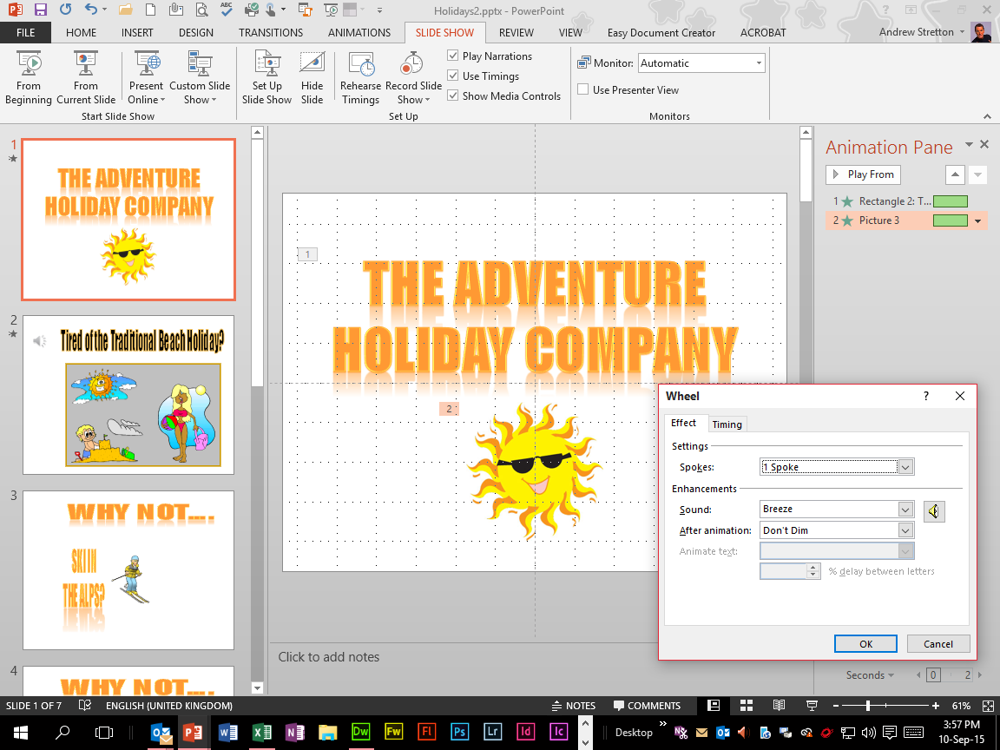 Holidays2.pptx - PowerPoint
FILE HOME INSERT DESIGN TRANSITIONS ANIMATIONS SLIDE SHOW REVIEW VIEW Easy Document Creator ACROBAT Andrew Stretton
From Beginning
From Current Slide
Present Online
Custom Slide Show
Start Slide Show
Set Up Slide Show
Hide Slide
Rehearse Timings
Record Slide Show
Play Narrations
Use Timings
Show Media Controls
Set Up
Monitor: Automatic
Use Presenter View
Monitors
1
THE ADVENTURE
HOLIDAY COMPANY
2
Tired of the Traditional Beach Holiday?
3
WHY NOT....
SKI IN
THE ALPS?
4
WHY NOT....
1
THE ADVENTURE
HOLIDAY COMPANY
2
Click to add notes
Animation Pane
Play From
1 Rectangle 2: T...
2 Picture 3
Wheel ?
Effect Timing
Settings
Spokes: 1 Spoke
Enhancements
Sound: Breeze
After animation: Don't Dim
Animate text:
% delay between letters
OK Cancel
Seconds 0 2
SLIDE 1 OF 7 ENGLISH (UNITED KINGDOM) NOTES COMMENTS 61%
Dw Fw Fl Ps Lr Id Ic Desktop
3:57 PM
10-Sep-15